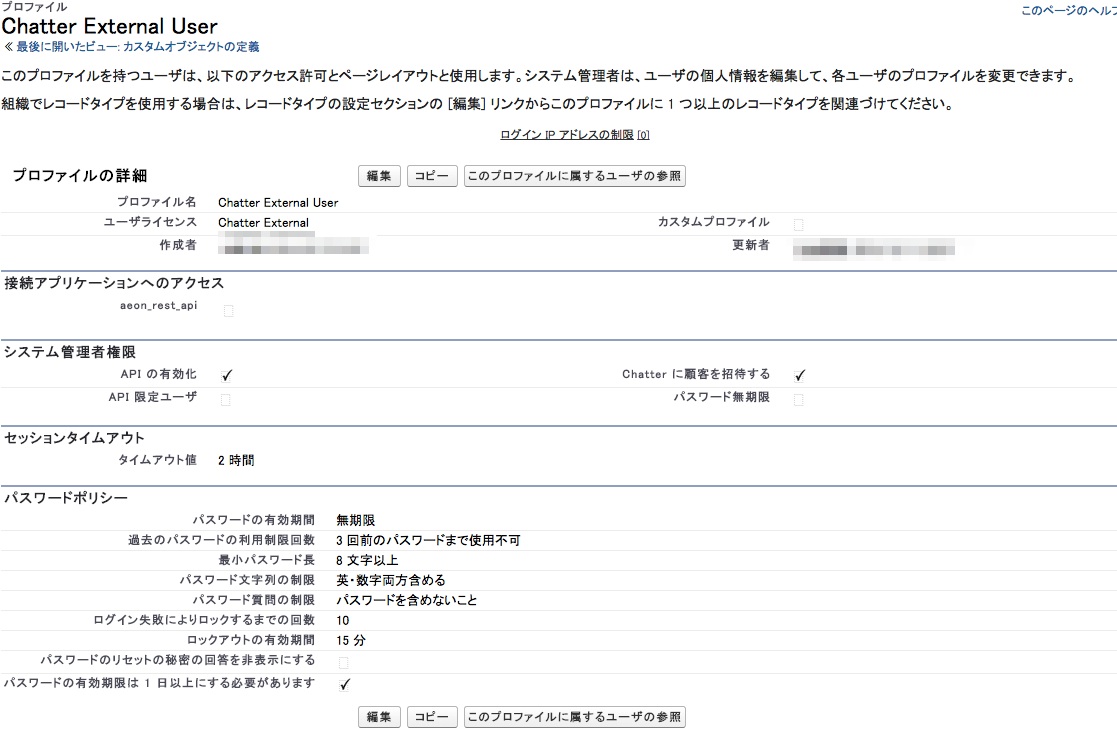 プロファイル
このページのヘルプ
Chatter External User
≪ 最後に開いたビュー: カスタムオブジェクトの定義
このプロファイルを持つユーザは、以下のアクセス許可とページレイアウトと使用します。システム管理者は、ユーザの個人情報を編集して、各ユーザのプロファイルを変更できます。
組織でレコードタイプを使用する場合は、レコードタイプの設定セクションの [編集] リンクからこのプロファイルに 1 つ以上のレコードタイプを関連づけてください。
ログイン IP アドレスの制限 [0]
プロファイルの詳細 編集 コピー このプロファイルに属するユーザの参照
プロファイル名 Chatter External User
ユーザライセンス Chatter External カスタムプロファイル
作成者 更新者
接続アプリケーションへのアクセス
aeon_rest_api
システム管理者権限
API の有効化 ✓ Chatter に顧客を招待する ✓
API 限定ユーザ パスワード無期限
セッションタイムアウト
タイムアウト値 2 時間
パスワードポリシー
パスワードの有効期間 無期限
過去のパスワードの利用制限回数 3 回前のパスワードまで使用不可
最小パスワード長 8 文字以上
パスワード文字列の制限 英・数字両方含める
パスワード質問の制限 パスワードを含めないこと
ログイン失敗によりロックするまでの回数 10
ロックアウトの有効期間 15 分
パスワードのリセットの秘密の回答を非表示にする
パスワードの有効期限は 1 日以上にする必要があります ✓
編集 コピー このプロファイルに属するユーザの参照